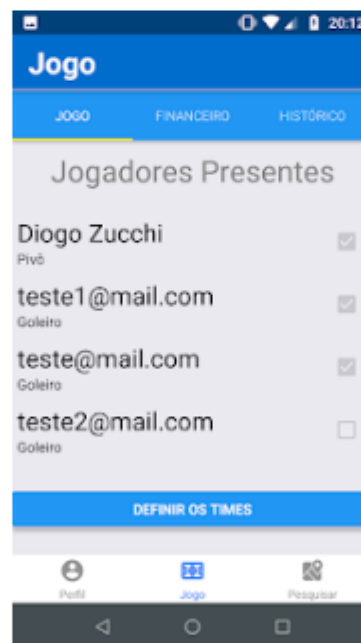 20:12
Jogo
JOGO FINANCEIRO HISTÓRICO
Jogadores Presentes
Diogo Zucchi
Pivô
teste1@mail.com
Goleiro
teste@mail.com
Goleiro
teste2@mail.com
Goleiro
DEFINIR OS TIMES
Perfil Jogo Pesquisar